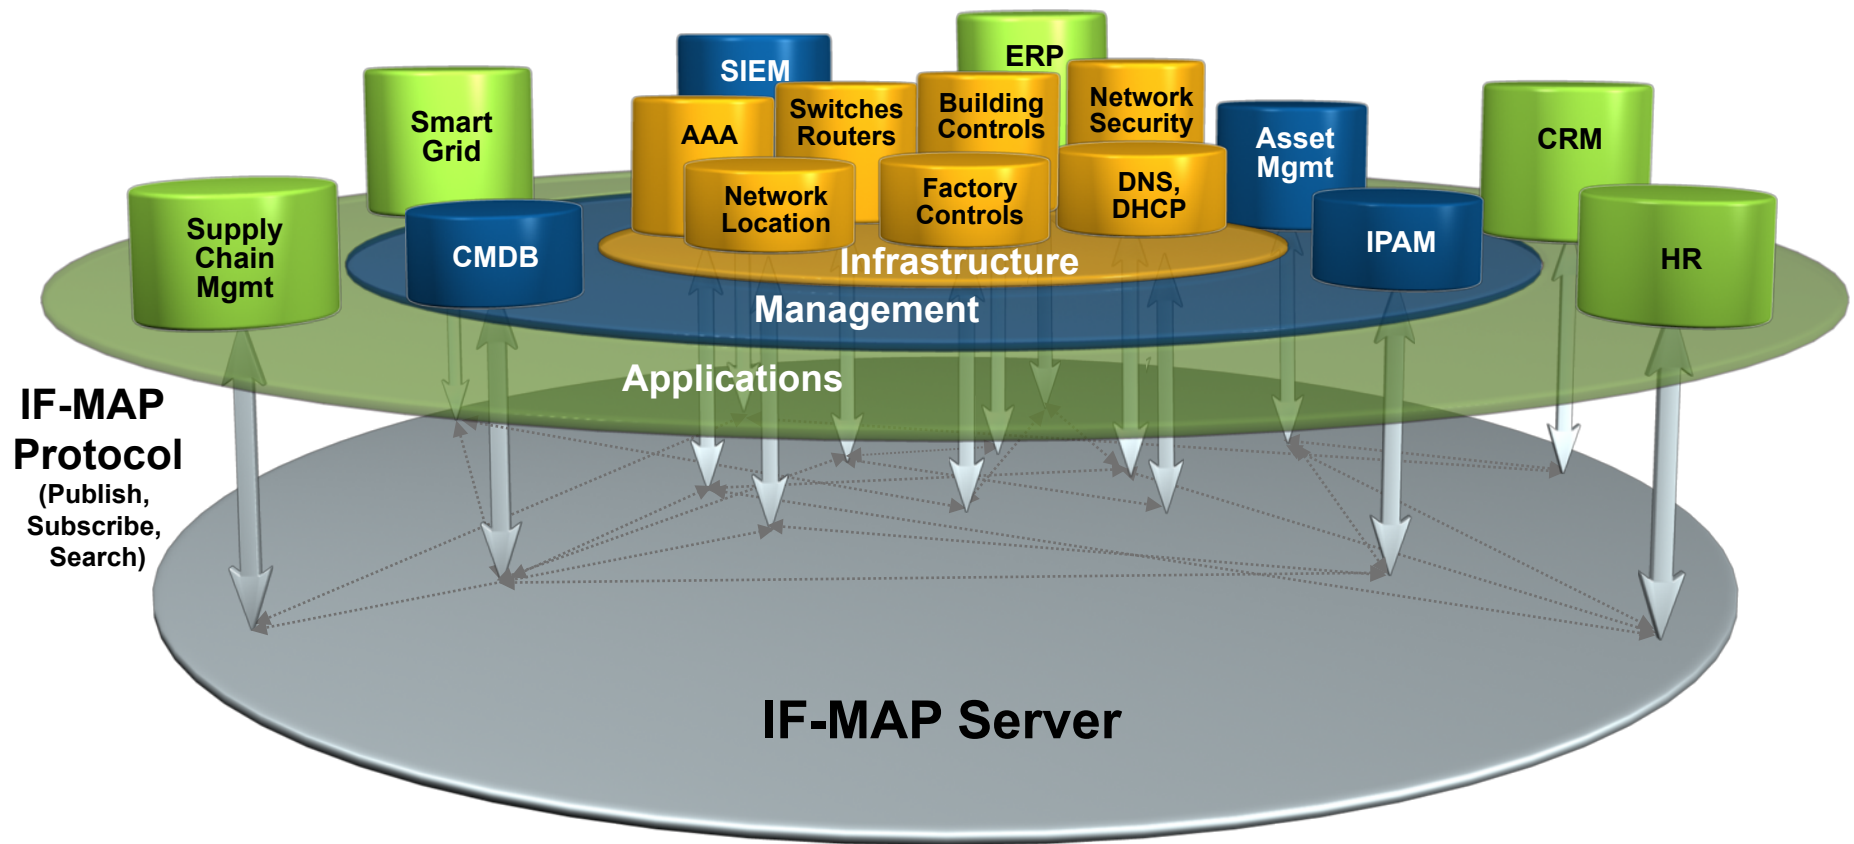 ERP
SIEM
Switches
Routers
Building
Controls
Network
Security
Smart
Grid
AAA
Asset
Mgmt
CRM
Network
Location
Factory
Controls
DNS,
DHCP
Supply
Chain
Mgmt
CMDB
IPAM
HR
Infrastructure
Management
Applications
IF-MAP
Protocol
(Publish,
Subscribe,
Search)
IF-MAP Server